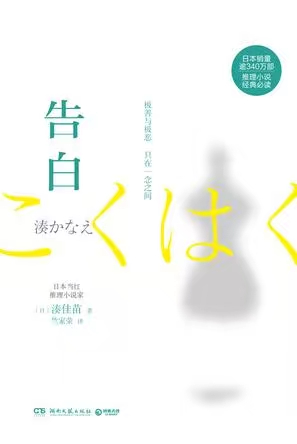 日本销量
逾340万部
推理小说
经典必读
告白
极善与极恶　只在一念之间
こくはく
湊かなえ
日本当红
推理小说家
［日］湊佳苗 著
竺家荣 译
湖南文艺出版社
博集天卷